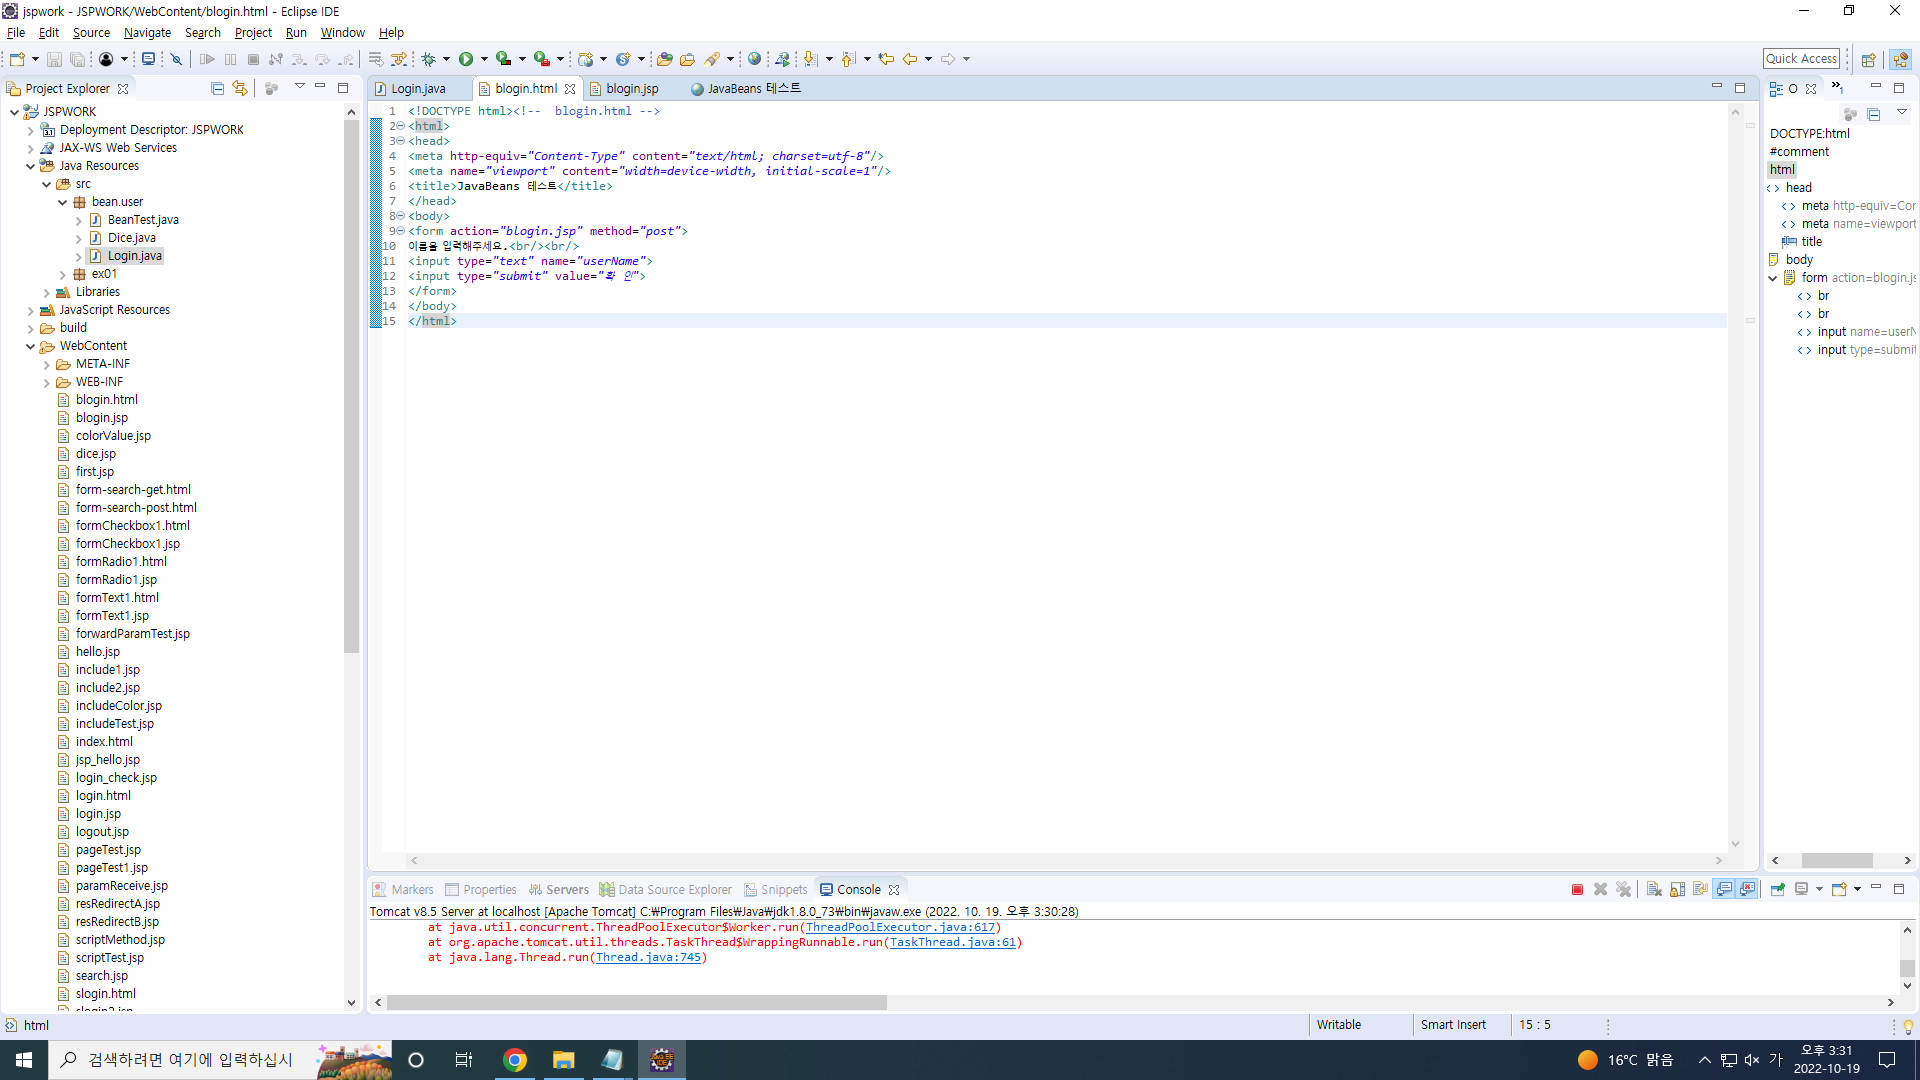 jspwork - JSPWORK/WebContent/blogin.html - Eclipse IDE
File Edit Source Navigate Search Project Run Window Help
Quick Access
Project Explorer
JSPWORK
Deployment Descriptor: JSPWORK
JAX-WS Web Services
Java Resources
src
bean.user
BeanTest.java
Dice.java
Login.java
ex01
Libraries
JavaScript Resources
build
WebContent
META-INF
WEB-INF
blogin.html
blogin.jsp
colorValue.jsp
dice.jsp
first.jsp
form-search-get.html
form-search-post.html
formCheckbox1.html
formCheckbox1.jsp
formRadio1.html
formRadio1.jsp
formText1.html
formText1.jsp
forwardParamTest.jsp
hello.jsp
include1.jsp
include2.jsp
includeColor.jsp
includeTest.jsp
index.html
jsp_hello.jsp
login_check.jsp
login.html
login.jsp
logout.jsp
pageTest.jsp
pageTest1.jsp
paramReceive.jsp
resRedirectA.jsp
resRedirectB.jsp
scriptMethod.jsp
scriptTest.jsp
search.jsp
slogin.html
Login.java blogin.html blogin.jsp JavaBeans 테스트
1 <!DOCTYPE html><!--  blogin.html -->
2 <html>
3 <head>
4 <meta http-equiv="Content-Type" content="text/html; charset=utf-8"/>
5 <meta name="viewport" content="width=device-width, initial-scale=1"/>
6 <title>JavaBeans 테스트</title>
7 </head>
8 <body>
9 <form action="blogin.jsp" method="post">
10 이름을 입력해주세요.<br/><br/>
11 <input type="text" name="userName">
12 <input type="submit" value="확 인">
13 </form>
14 </body>
15 </html>
O
1
DOCTYPE:html
#comment
html
head
meta http-equiv=Cor
meta name=viewport
title
body
form action=blogin.js
br
br
input name=userN
input type=submit
Markers Properties Servers Data Source Explorer Snippets Console
Tomcat v8.5 Server at localhost [Apache Tomcat] C:₩Program Files₩Java₩jdk1.8.0_73₩bin₩javaw.exe (2022. 10. 19. 오후 3:30:28)
at java.util.concurrent.ThreadPoolExecutor$Worker.run(ThreadPoolExecutor.java:617)
at org.apache.tomcat.util.threads.TaskThread$WrappingRunnable.run(TaskThread.java:61)
at java.lang.Thread.run(Thread.java:745)
html
Writable
Smart Insert
15 : 5
검색하려면 여기에 입력하십시
16°C 맑음
가
오후 3:31
2022-10-19